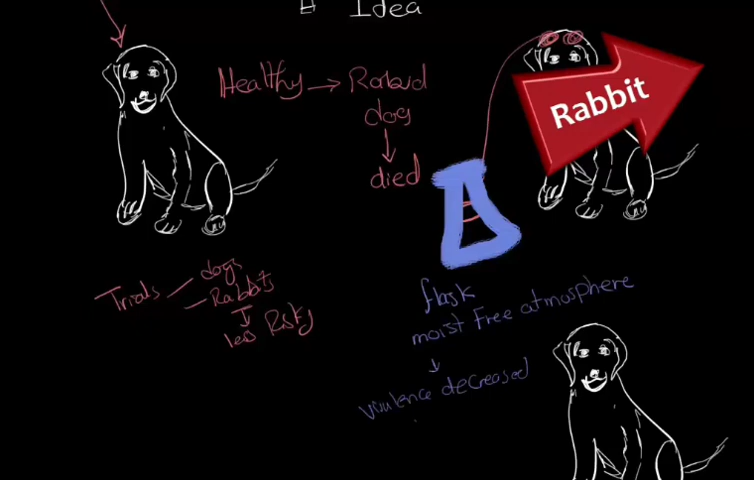 # Idea
Healthy → Rabid
dog
↓
died
Rabbit
Trials
dogs
Rabbits
less Risky
flask
moist free atmosphere
↓
virulence decreased